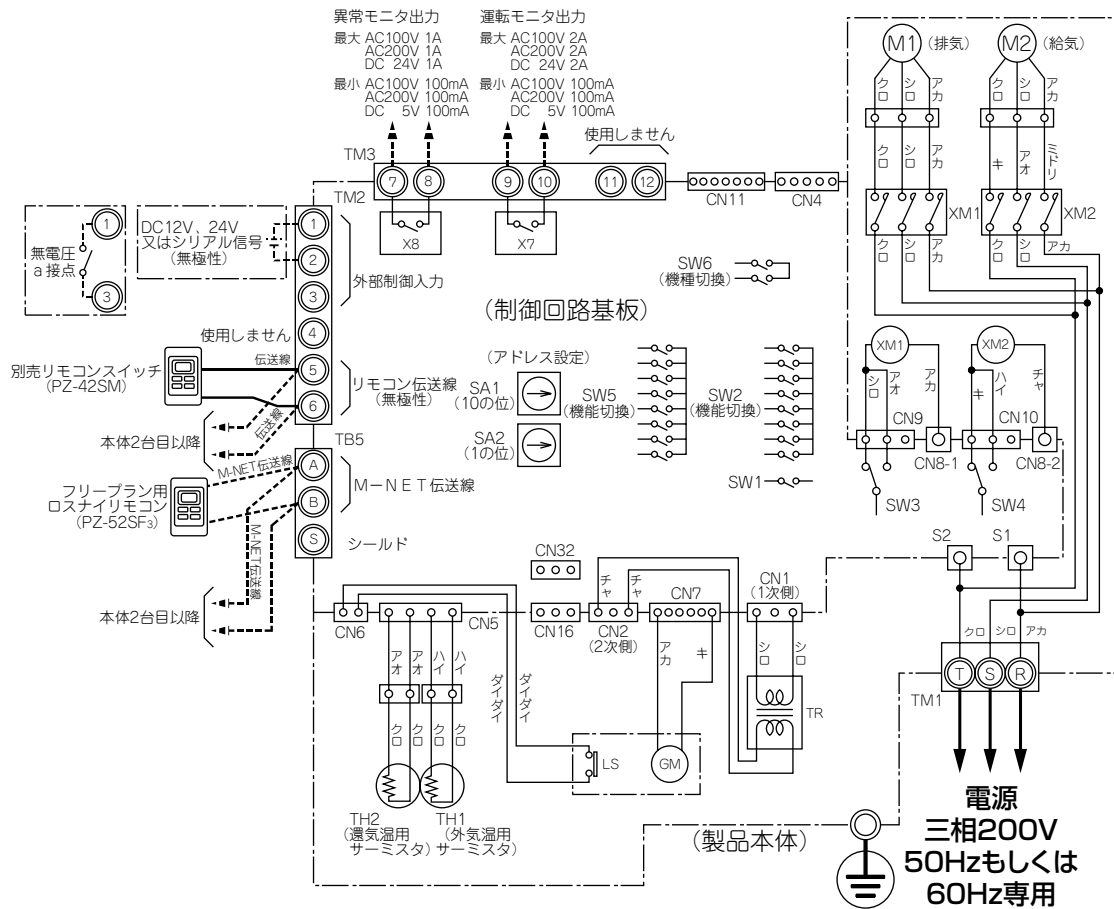 異常モニタ出力
最大 AC100V 1A
AC200V 1A
DC 24V 1A
最小 AC100V 100mA
AC200V 100mA
DC 5V 100mA
運転モニタ出力
最大 AC100V 2A
AC200V 2A
DC 24V 2A
最小 AC100V 100mA
AC200V 100mA
DC 5V 100mA
使用しません
TM3
7
8
9
10
11
12
X8
X7
CN11
CN4
M1
(排気)
M2
(給気)
クロ
シロ
アカ
クロ
シロ
アカ
クロ
シロ
アカ
キ
アオ
ミドリ
XM1
XM2
クロ
シロ
アカ
クロ
シロ
アカ
TM2
1
3
無電圧
a接点
DC12V、24V
又はシリアル信号
(無極性)
1
2
3
4
5
6
外部制御入力
使用しません
伝送線
リモコン伝送線
(無極性)
別売リモコンスイッチ
(PZ-42SM)
伝送線
本体2台目以降
(制御回路基板)
SW6
(機種切換)
(アドレス設定)
SA1
(10の位)
SA2
(1の位)
SW5
(機能切換)
SW2
(機能切換)
SW1
XM1
XM2
シロ
アオ
アカ
キ
ハイ
チャ
CN9
CN10
CN8-1
CN8-2
SW3
SW4
TB5
A
B
S
M-NET伝送線
M-NET伝送線
シールド
フリープラン用
ロスナイリモコン
(PZ-52SF3)
M-NET伝送線
本体2台目以降
S2
S1
CN6
CN5
CN32
CN16
チャ
チャ
CN2
(2次側)
CN7
CN1
(1次側)
アオ
アオ
ハイ
ハイ
ダイダイ
ダイダイ
アカ
キ
シロ
シロ
TR
クロ
クロ
クロ
クロ
LS
GM
TH2
(還気温用
サーミスタ)
TH1
(外気温用
サーミスタ)
(製品本体)
クロ
シロ
アカ
TM1
T
S
R
電源
三相200V
50Hzもしくは
60Hz専用